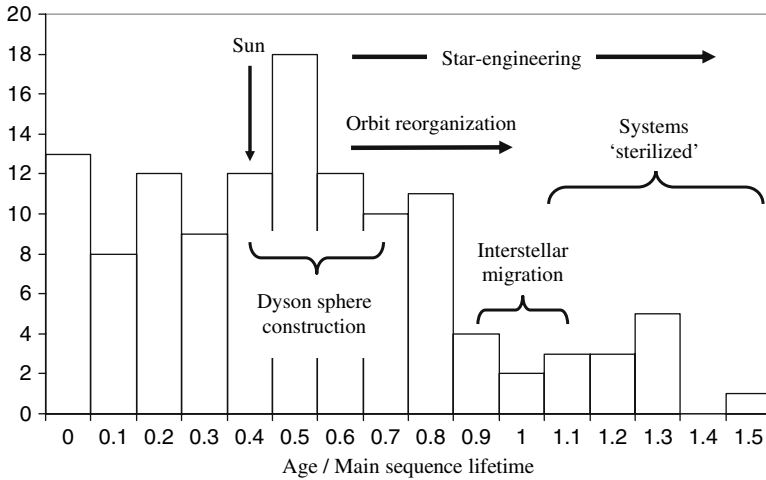 20
18
16
14
12
10
8
6
4
2
0
Sun
Star-engineering
Orbit reorganization
Systems
‘sterilized’
Interstellar
migration
Dyson sphere
construction
0 0.1 0.2 0.3 0.4 0.5 0.6 0.7 0.8 0.9 1 1.1 1.2 1.3 1.4 1.5
Age / Main sequence lifetime